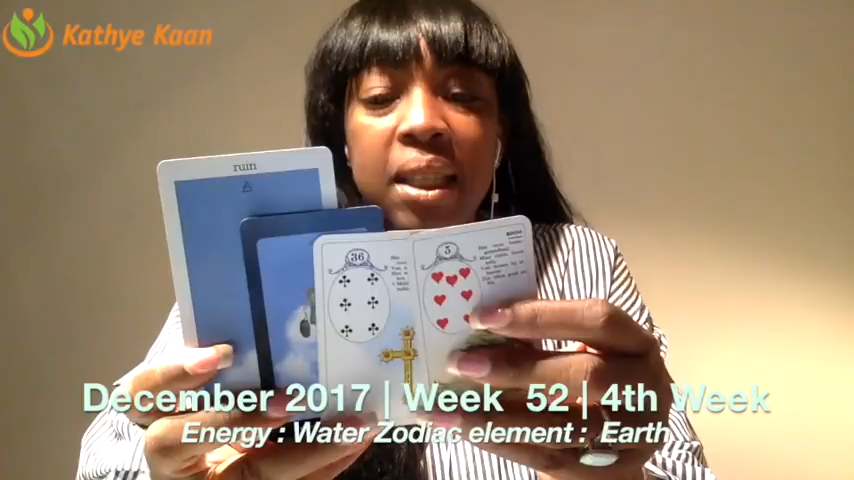 Kathye Kaan
ruin
36
5
December 2017 | Week 52 | 4th Week
Energy : Water Zodiac element : Earth